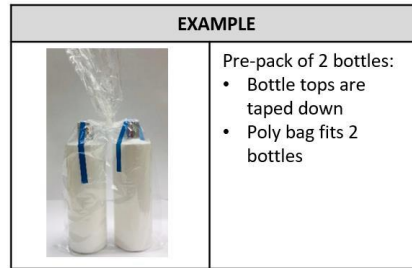 EXAMPLE
Pre-pack of 2 bottles:
• Bottle tops are
taped down
• Poly bag fits 2
bottles